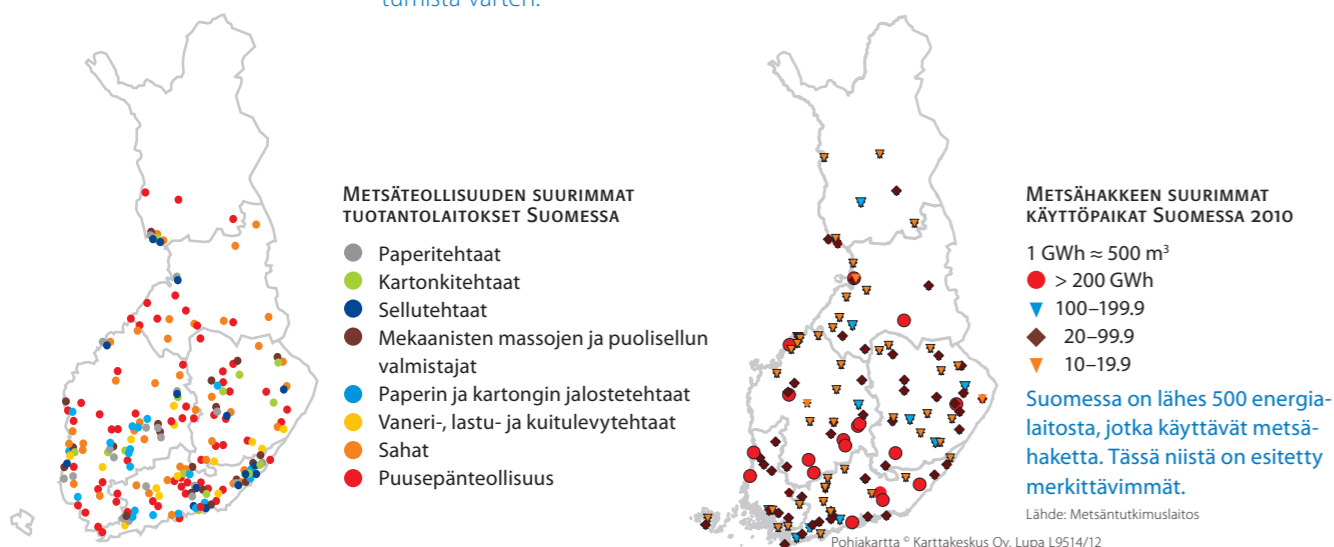 tumista varten.
Metsäteollisuuden suurimmat
tuotantolaitokset Suomessa
Paperitehtaat
Kartonkitehtaat
Sellutehtaat
Mekaanisten massojen ja puolisellun
valmistajat
Paperin ja kartongin jalostetehtaat
Vaneri-, lastu- ja kuitulevytehtaat
Sahat
Puusepänteollisuus
Metsähakkeen suurimmat
käyttöpaikat Suomessa 2010
1 GWh ≈ 500 m³
> 200 GWh
100–199.9
20–99.9
10–19.9
Suomessa on lähes 500 energia-
laitosta, jotka käyttävät metsä-
haketta. Tässä niistä on esitetty
merkittävimmät.
Lähde: Metsäntutkimuslaitos
Pohjakartta © Karttakeskus Oy, Lupa L9514/12